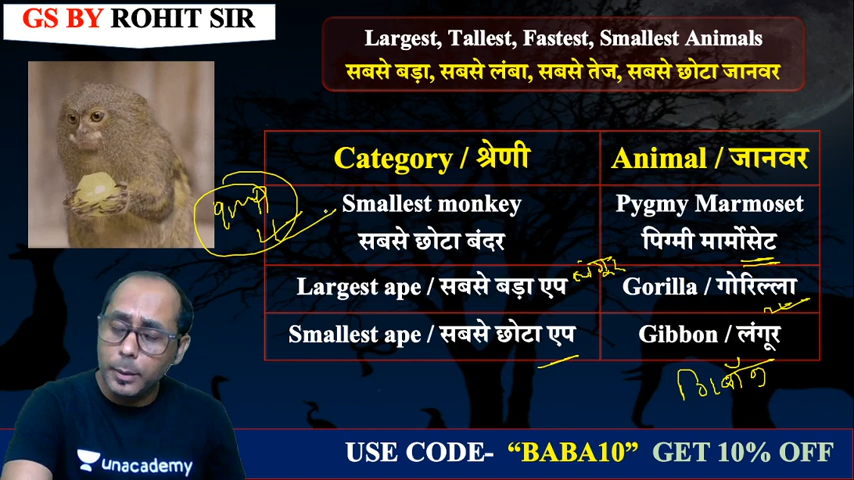 GS BY ROHIT SIR
Largest, Tallest, Fastest, Smallest Animals
सबसे बड़ा, सबसे लंबा, सबसे तेज, सबसे छोटा जानवर
Category / श्रेणी
Animal / जानवर
Smallest monkey
सबसे छोटा बंदर
Pygmy Marmoset
पिग्मी मार्मोसेट
Largest ape / सबसे बड़ा एप
लंगूर
Gorilla / गोरिल्ला
Smallest ape / सबसे छोटा एप
Gibbon / लंगूर
गिबॉन
unacademy
USE CODE- “BABA10” GET 10% OFF